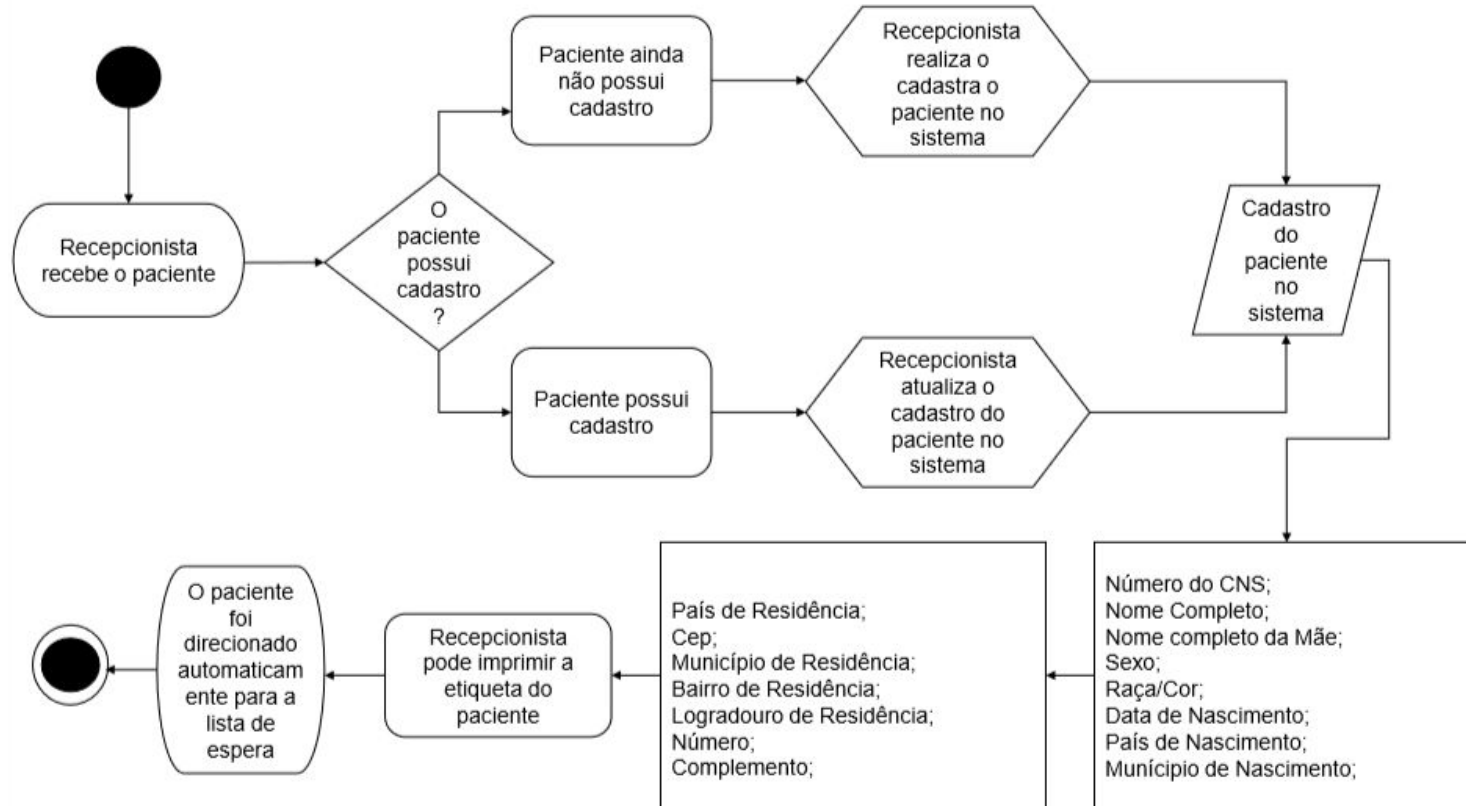 Recepcionista
recebe o paciente
O
paciente
possui
cadastro
?
Paciente ainda
não possui
cadastro
Recepcionista
realiza o
cadastra o
paciente no
sistema
Paciente possui
cadastro
Recepcionista
atualiza o
cadastro do
paciente no
sistema
Cadastro
do
paciente
no
sistema
Número do CNS;
Nome Completo;
Nome completo da Mãe;
Sexo;
Raça/Cor;
Data de Nascimento;
País de Nascimento;
Munícipio de Nascimento;
País de Residência;
Cep;
Município de Residência;
Bairro de Residência;
Logradouro de Residência;
Número;
Complemento;
Recepcionista
pode imprimir a
etiqueta do
paciente
O paciente
foi
direcionado
automaticam
ente para a
lista de
espera